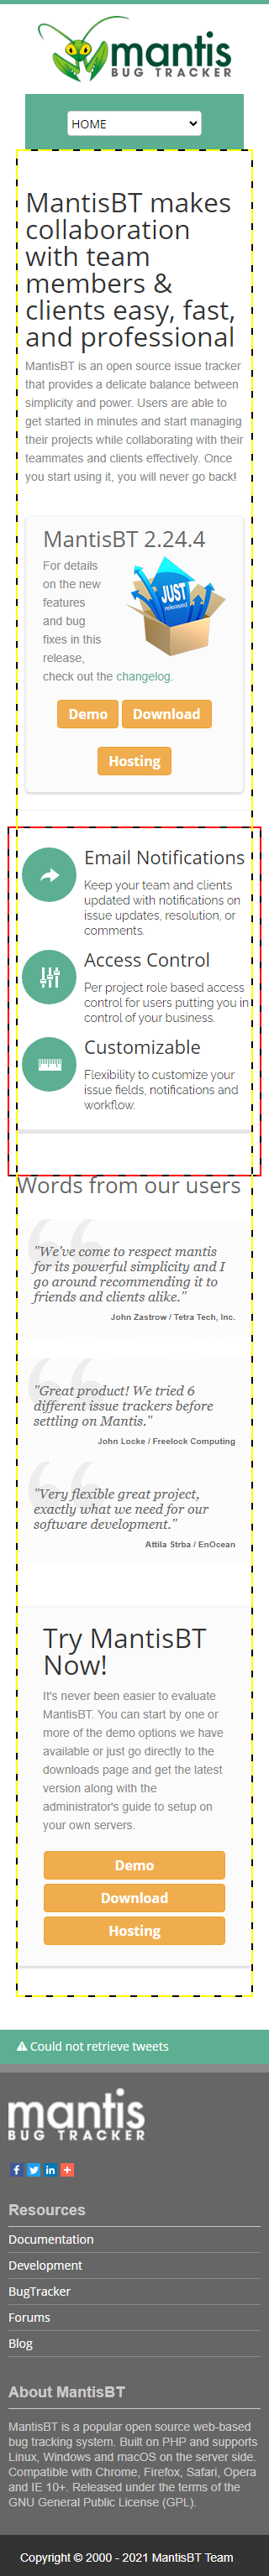 mantis
BUG TRACKER
HOME
MantisBT makes
collaboration
with team
members &
clients easy, fast,
and professional
MantisBT is an open source issue tracker
that provides a delicate balance between
simplicity and power. Users are able to
get started in minutes and start managing
their projects while collaborating with their
teammates and clients effectively. Once
you start using it, you will never go back!
MantisBT 2.24.4
For details
on the new
features
and bug
fixes in this
release,
check out the changelog.
JUST
released
Demo Download
Hosting
Email Notifications
Keep your team and clients
updated with notifications on
issue updates, resolution, or
comments.
Access Control
Per project role based access
control for users putting you in
control of your business.
Customizable
Flexibility to customize your
issue fields, notifications and
workflow.
Words from our users
"We've come to respect mantis
for its powerful simplicity and I
go around recommending it to
friends and clients alike."
John Zastrow / Tetra Tech, Inc.
"Great product! We tried 6
different issue trackers before
settling on Mantis."
John Locke / Freelock Computing
"Very flexible great project,
exactly what we need for our
software development."
Attila Strba / EnOcean
Try MantisBT
Now!
It's never been easier to evaluate
MantisBT. You can start by one or
more of the demo options we have
available or just go directly to the
downloads page and get the latest
version along with the
administrator's guide to setup on
your own servers.
Demo
Download
Hosting
Could not retrieve tweets
mantis
BUG TRACKER
Resources
Documentation
Development
BugTracker
Forums
Blog
About MantisBT
MantisBT is a popular open source web-based
bug tracking system. Built on PHP and supports
Linux, Windows and macOS on the server side.
Compatible with Chrome, Firefox, Safari, Opera
and IE 10+. Released under the terms of the
GNU General Public License (GPL).
Copyright © 2000 - 2021 MantisBT Team